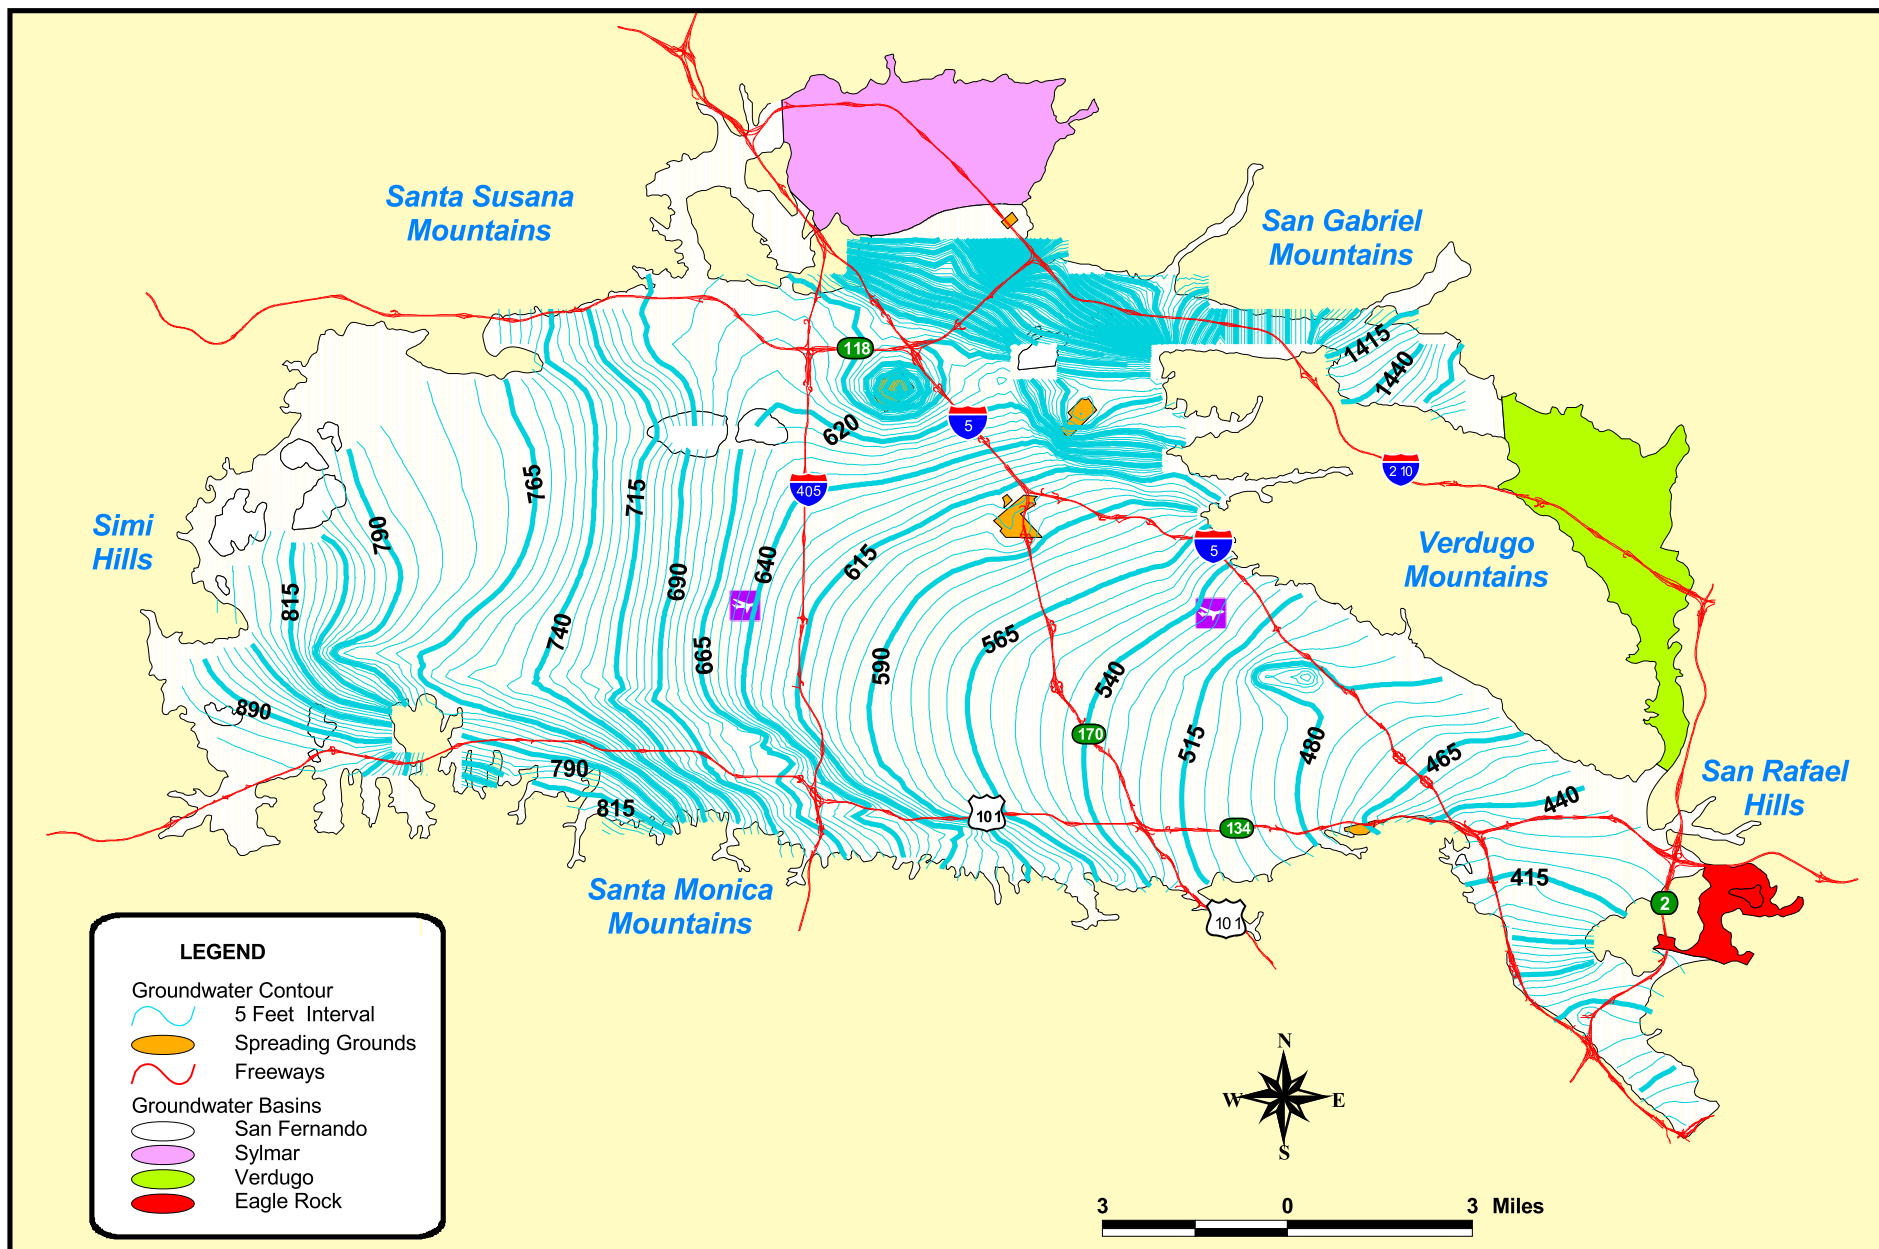 Santa Susana
Mountains
San Gabriel
Mountains
118
1415
1440
620
5
765
715
405
210
790
Simi
Hills
Verdugo
Mountains
5
640
615
690
815
740
665
590
565
540
890
170
515
480
465
790
San Rafael
Hills
815
101
134
440
415
Santa Monica
Mountains
2
101
LEGEND
Groundwater Contour
5 Feet Interval
Spreading Grounds
Freeways
Groundwater Basins
San Fernando
Sylmar
Verdugo
Eagle Rock
N
W
E
S
3 0 3 Miles